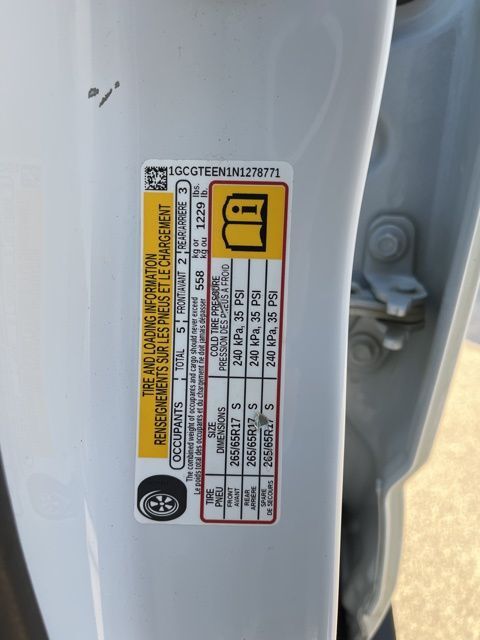 1GCGTEEN1N1278771
TIRE AND LOADING INFORMATION
RENSEIGNEMENTS SUR LES PNEUS ET LE CHARGEMENT
OCCUPANTS TOTAL 5 FRONT/AVANT 2 REAR/ARRIÈRE 3
The combined weight of occupants and cargo should never exceed 558 kg or 1229 lbs.
Le poids total des occupants et du chargement ne doit jamais dépasser kg ou lb.
TIRE
PNEU
SIZE
DIMENSIONS
COLD TIRE PRESSURE
PRESSION DES PNEUS À FROID
FRONT
AVANT
265/65R17 S 240 kPa, 35 PSI
REAR
ARRIERE
265/65R17 S 240 kPa, 35 PSI
SPARE
DE SECOURS
265/65R17 S 240 kPa, 35 PSI